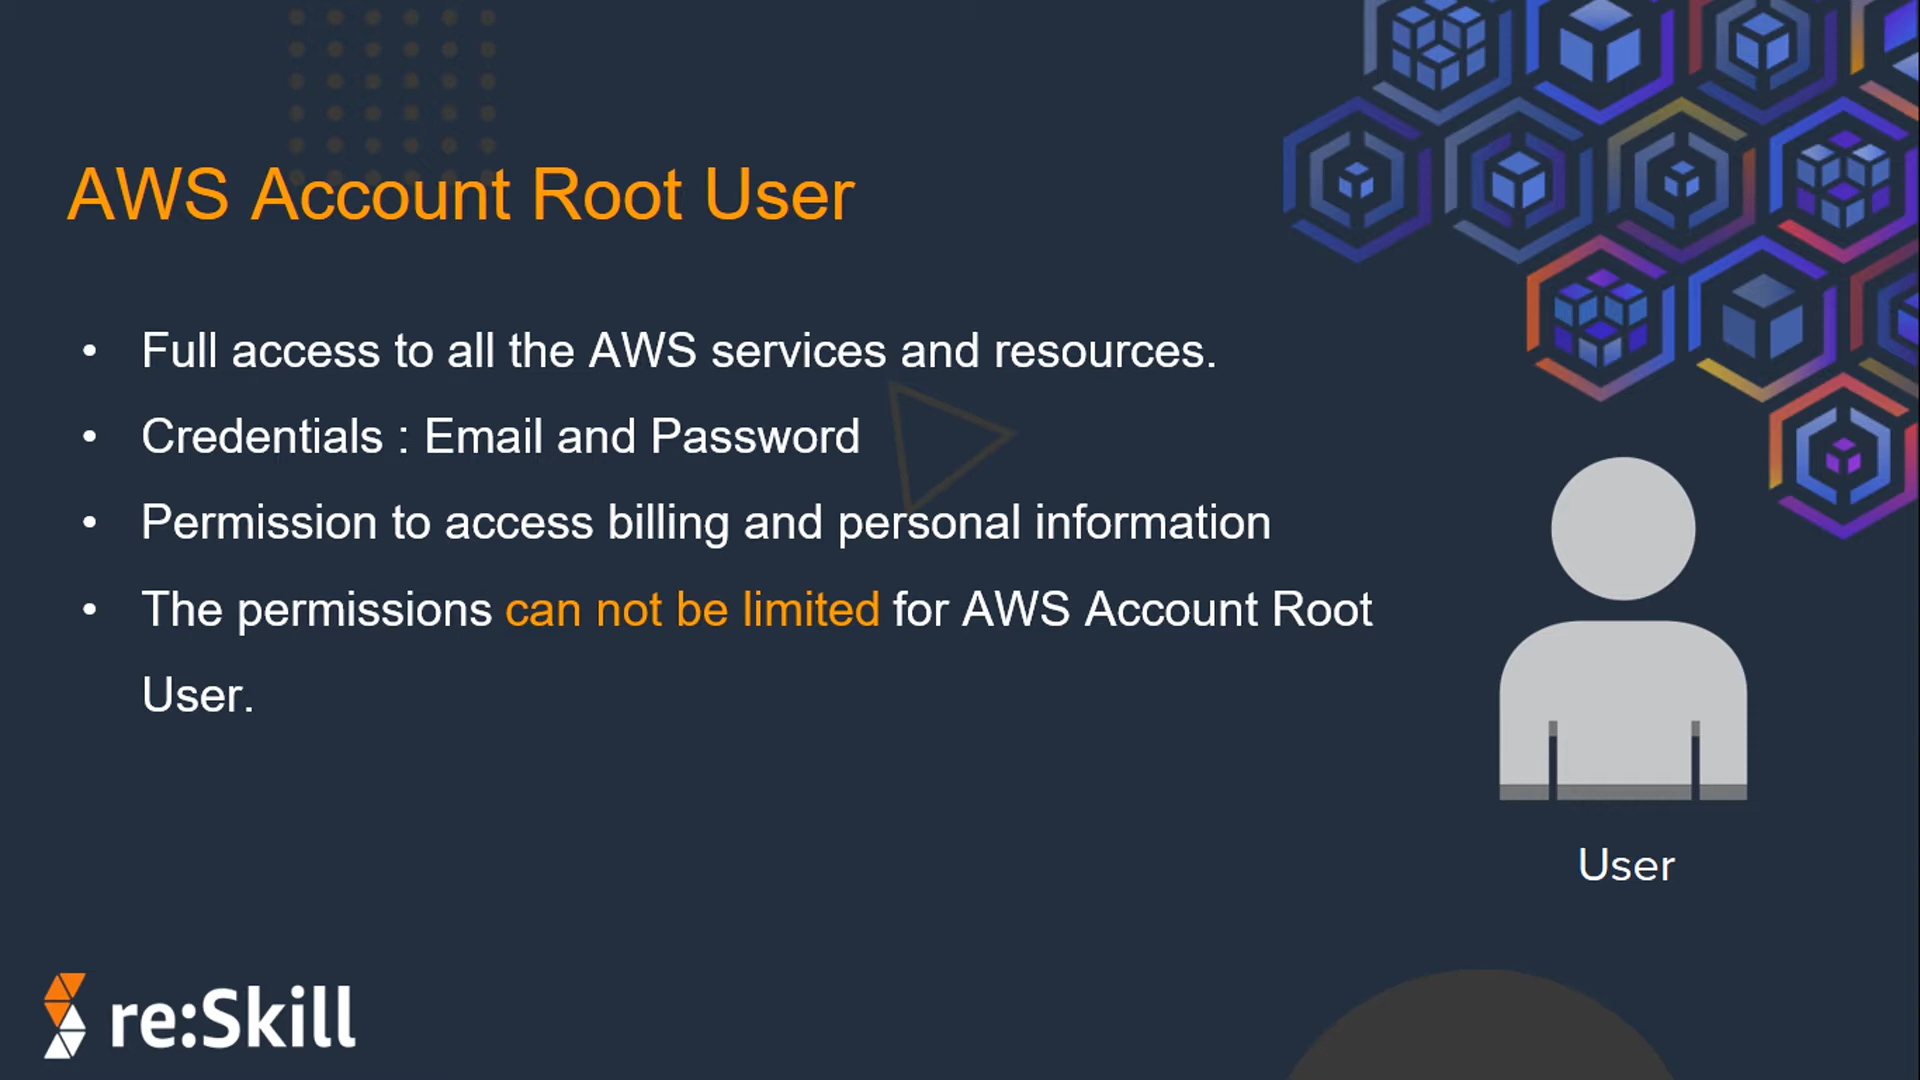 AWS Account Root User
• Full access to all the AWS services and resources.
• Credentials : Email and Password
• Permission to access billing and personal information
• The permissions can not be limited for AWS Account Root
User.
User
re:Skill